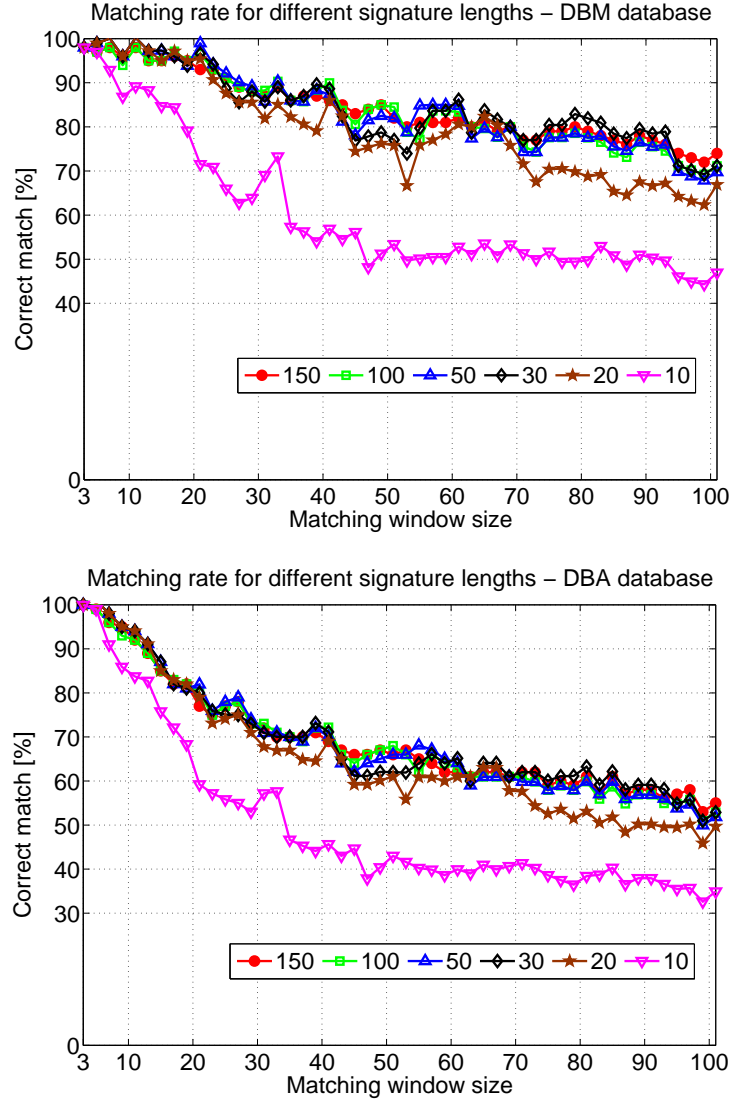 Matching rate for different signature lengths – DBM database
Correct match [%]
100
90
80
70
60
50
40
0
150 100 50 30 20 10
3 10 20 30 40 50 60 70 80 90 100
Matching window size
Matching rate for different signature lengths – DBA database
Correct match [%]
100
90
80
70
60
50
40
30
0
150 100 50 30 20 10
3 10 20 30 40 50 60 70 80 90 100
Matching window size